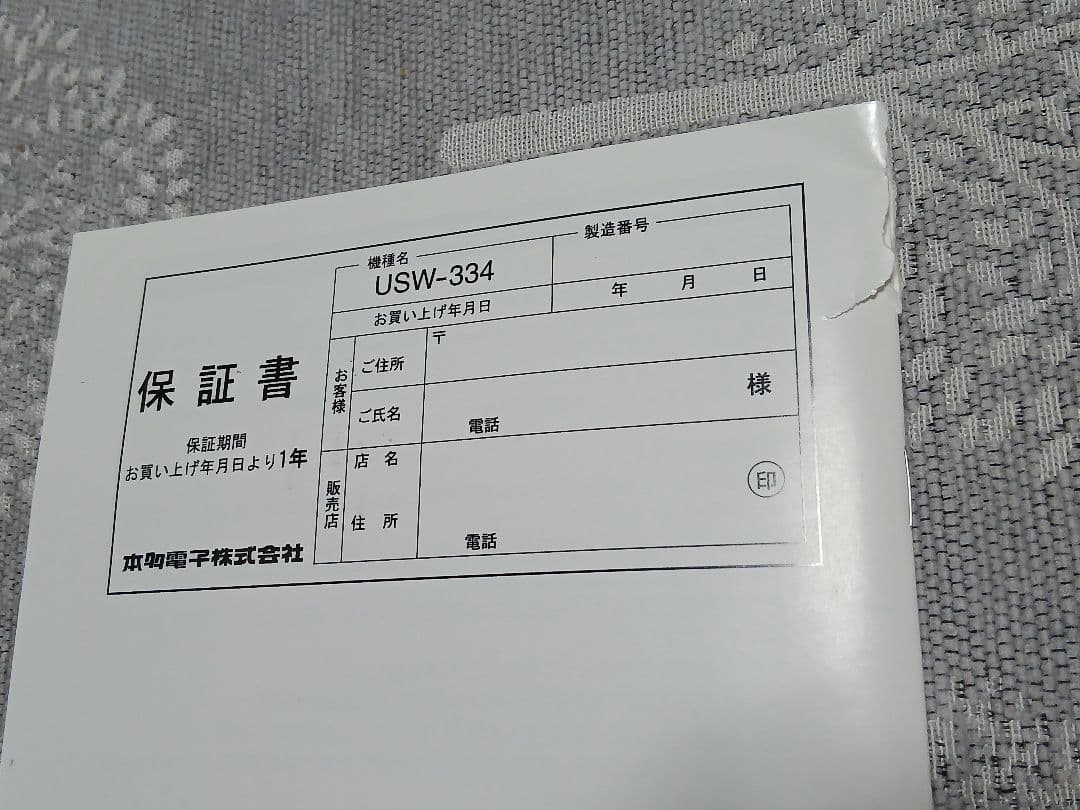 保証書
保証期間
お買い上げ年月日より1年
本多電子株式会社
機種名
USW-334
製造番号
お買い上げ年月日
年 月 日
お客様
ご住所
〒
ご氏名
様
電話
販売店
店名
印
住所
電話